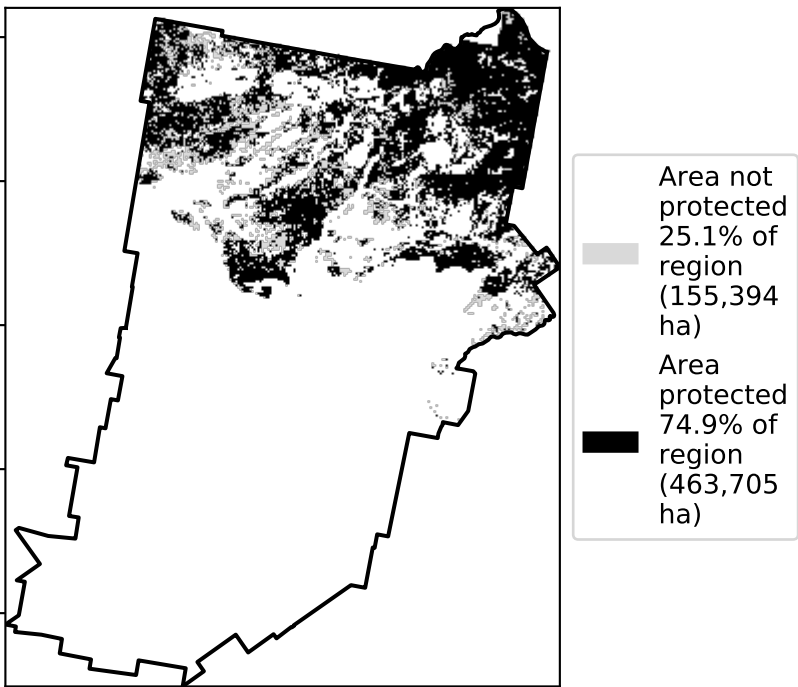 Area not
protected
25.1% of
region
(155,394
ha)
Area
protected
74.9% of
region
(463,705
ha)